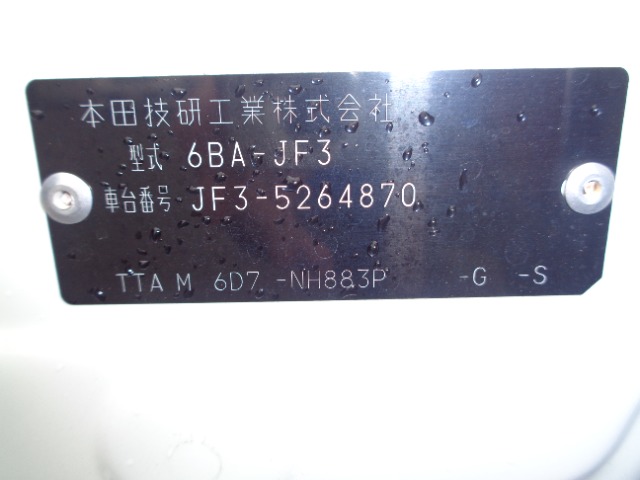 本田技研工業株式会社
型式 6BA-JF3
車台番号 JF3-5264870
TTA M 6D7 -NH883P -G -S